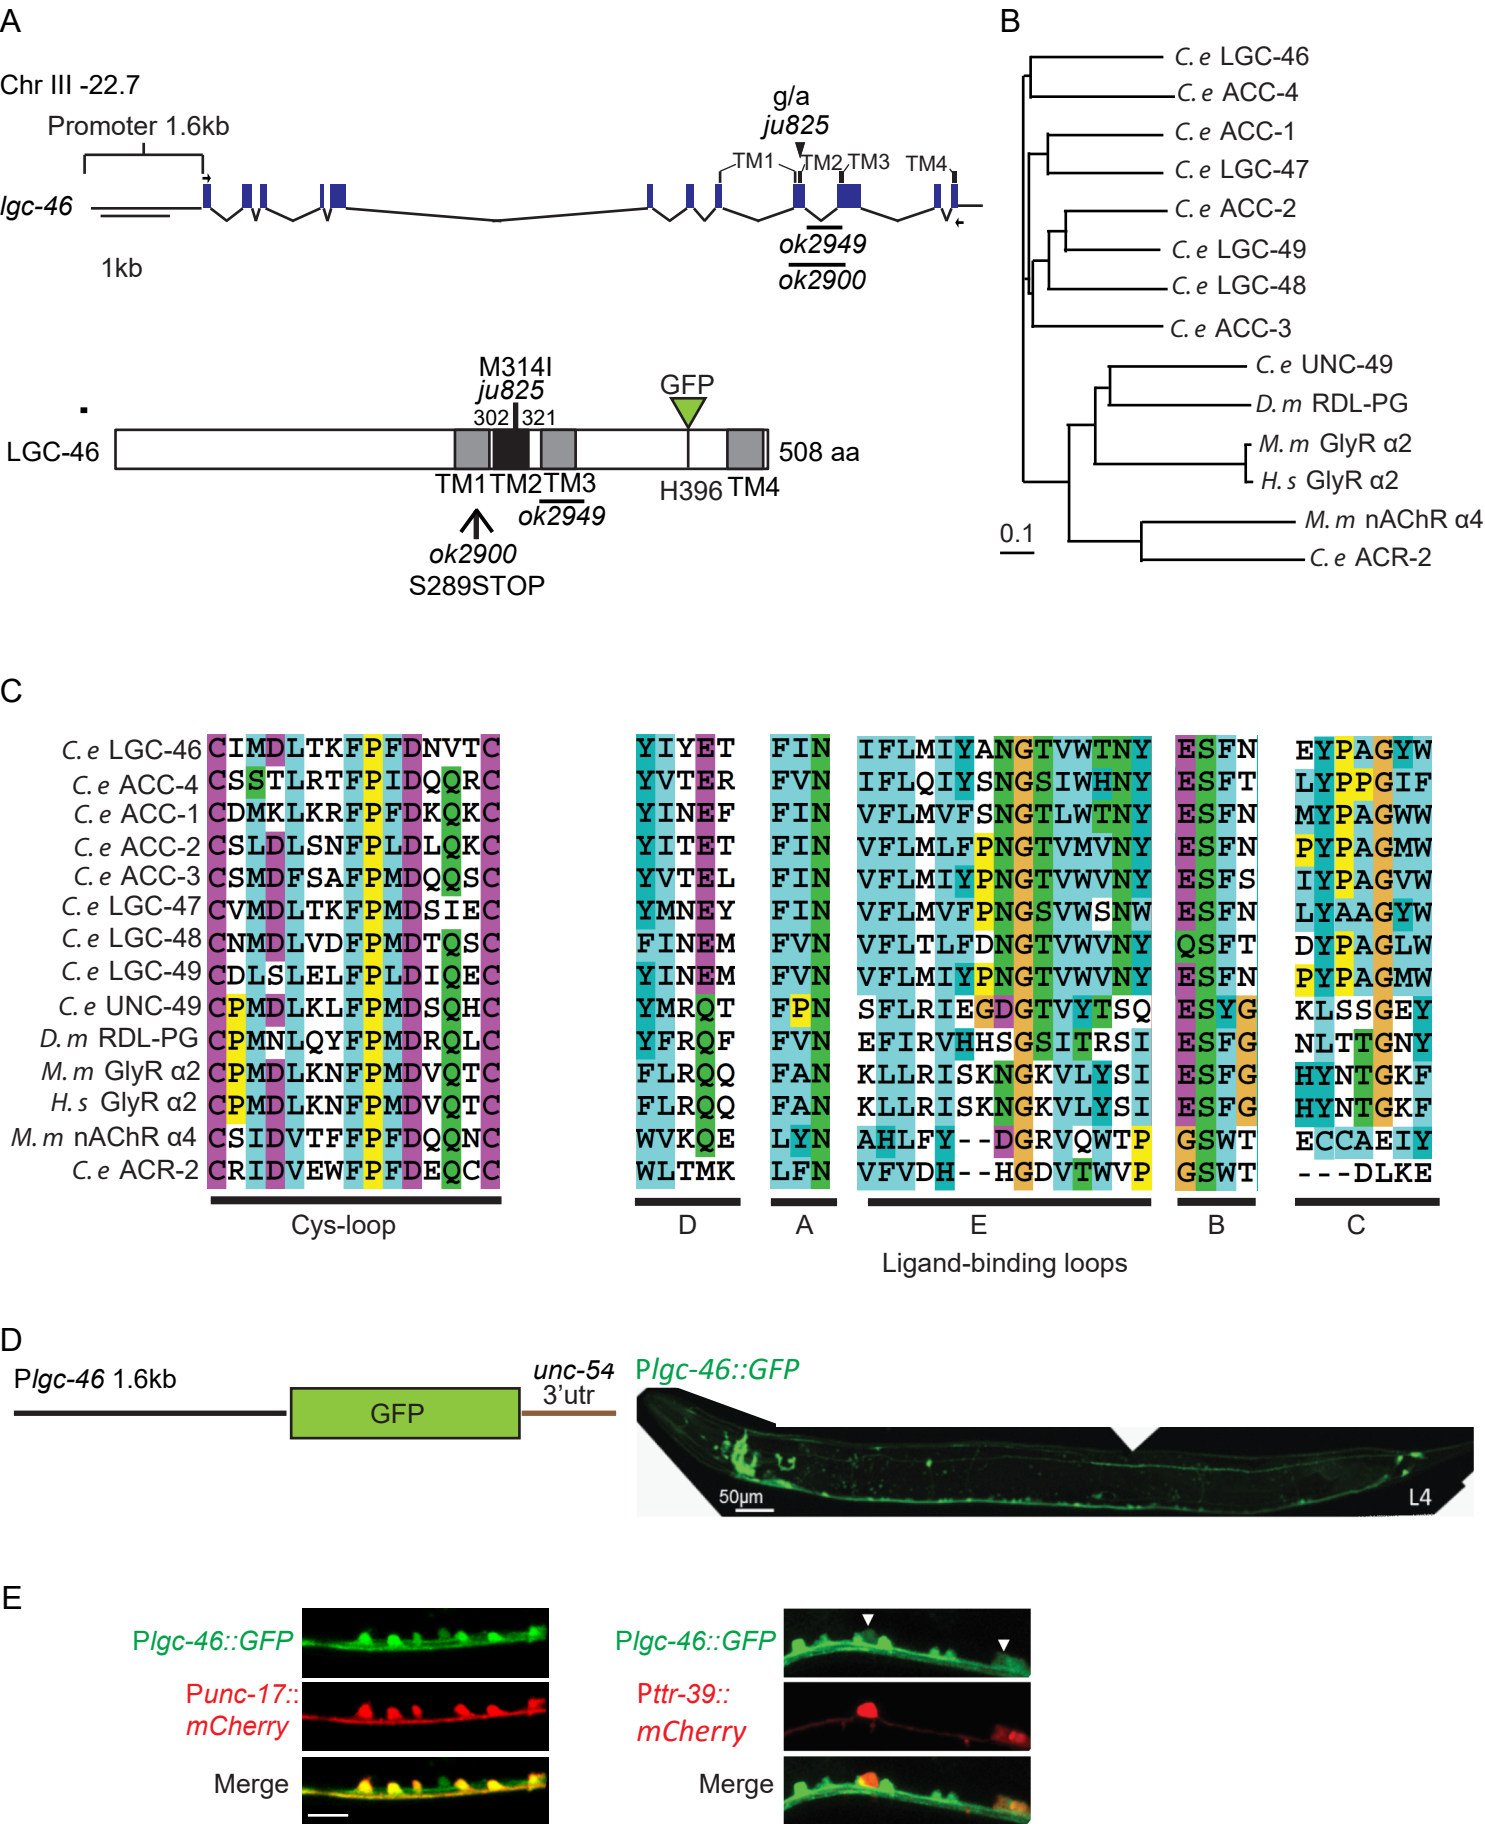 A
Chr III -22.7
Promoter 1.6kb
g/a
ju825
TM1
TM2
TM3
TM4
lgc-46
1kb
ok2949
ok2900
M314I
ju825
302 321
GFP
LGC-46
508 aa
TM1 TM2 TM3
H396 TM4
ok2949
ok2900
S289STOP
B
C. e LGC-46
C. e ACC-4
C. e ACC-1
C. e LGC-47
C. e ACC-2
C. e LGC-49
C. e LGC-48
C. e ACC-3
C. e UNC-49
D. m RDL-PG
M. m GlyR α2
H. s GlyR α2
M. m nAChR α4
C. e ACR-2
0.1
C
C. e LGC-46 CIMDLTKFPFDNVTC YIYET FIN IFLMIYANGTVWTNY ESFN EYPAGYW
C. e ACC-4 CSSTLRTFPIDQQRC YVTER FVN IFLQIYSNGSIWHNY ESFT LYPPGIF
C. e ACC-1 CDMKLKRFPFDKQKC YINEF FIN VFLMVFSNGTLWTNY ESFN MYPAGWW
C. e ACC-2 CSLDLSNFPLDLQKC YITET FIN VFLMLFPNGTVMVNY ESFN PYPAGMW
C. e ACC-3 CSMDFSAFPMDQQSC YVTEL FIN VFLMIYPNGTVWVNY ESFS IYPAGVW
C. e LGC-47 CVMDLTKFPMDSIEC YMNEY FIN VFLMVFPNGSVWSNW ESFN LYAAGYW
C. e LGC-48 CNMDLVDFPMDTQSC FINEM FVN VFLTLFDNGTVWVNY QSFT DYPAGLW
C. e LGC-49 CDLSLELFPLDIQEC YINEM FVN VFLMIYPNGTVWVNY ESFN PYPAGMW
C. e UNC-49 CPMDLKLFPMDSQHC YMRQT FPN SFLRIEGDGTVYTSQ ESYG KLSSGEY
D. m RDL-PG CPMNLQYFPMDRQLC YFRQF FVN EFIRVHHSGSITRSI ESFG NLTTGNY
M. m GlyR α2 CPMDLKNFPMDVQTC FLRQQ FAN KLLRISKNGKVLYSI ESFG HYNTGKF
H. s GlyR α2 CPMDLKNFPMDVQTC FLRQQ FAN KLLRISKNGKVLYSI ESFG HYNTGKF
M. m nAChR α4 CSIDVTFFPFDQQNC WVKQE LYN AHLFY--DGRVQWTP GSWT ECCAEIY
C. e ACR-2 CRIDVEWFPFDEQCC WLTMK LFN VFVDH--HGDVTWVP GSWT ---DLKE
Cys-loop D A E B C
Ligand-binding loops
D
Plgc-46 1.6kb
GFP
unc-54
3'utr
Plgc-46::GFP
50µm
L4
E
Plgc-46::GFP
Punc-17::
mCherry
Merge
Plgc-46::GFP
Pttr-39::
mCherry
Merge